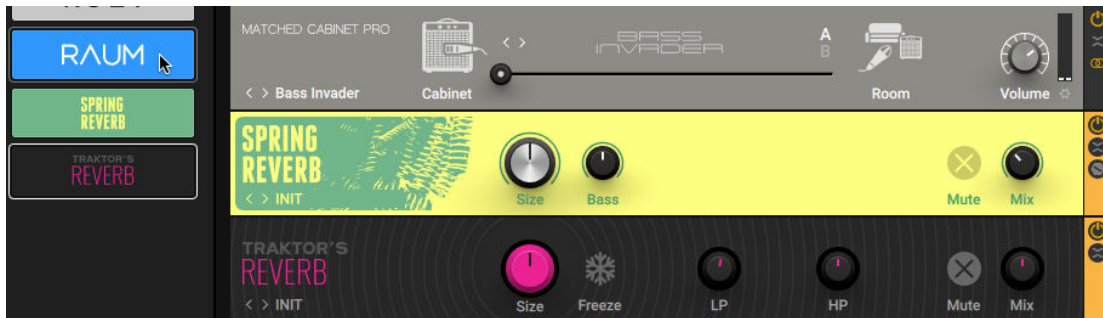 RAUM
SPRING
REVERB
TRAKTOR'S
REVERB
MATCHED CABINET PRO
BASS
INVADER
A
B
< > Bass Invader
Cabinet
Room
Volume
SPRING
REVERB
< > INIT
Size
Bass
Mute
Mix
TRAKTOR'S
REVERB
< > INIT
Size
Freeze
LP
HP
Mute
Mix